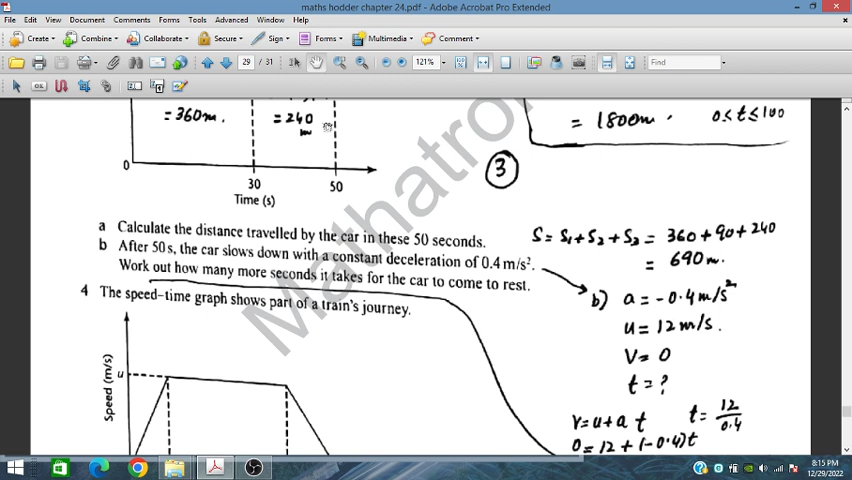 maths hodder chapter 24.pdf - Adobe Acrobat Pro Extended
File Edit View Document Comments Forms Tools Advanced Window Help
Create Combine Collaborate Secure Sign Forms Multimedia Comment
29 / 31 121% Find
= 360m.
= 240
m
= 1800m. 0≤t≤100
0
30 50
Time (s)
3
Mathatron
a Calculate the distance travelled by the car in these 50 seconds.
b After 50 s, the car slows down with a constant deceleration of 0.4 m/s².
Work out how many more seconds it takes for the car to come to rest.
S = S₁ + S₂ + S₃ = 360 + 90 + 240
= 690 m.
b) a = -0.4 m/s²
u = 12 m/s.
V = 0
t = ?
V = u + a t t = 12/0.4
0 = 12 + (-0.4)t
4 The speed–time graph shows part of a train's journey.
Speed (m/s)
u
8:15 PM
12/29/2022